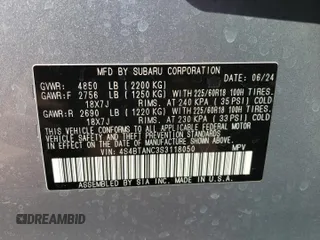 MFD BY SUBARU CORPORATION 06/24
GVWR: 4850 LB (2200 KG)
GAWR:F 2756 LB (1250 KG) WITH 225/60R18 100H TIRES.
18X7J RIMS. AT 240 KPA (35 PSI) COLD
GAWR:R 2690 LB (1220 KG) WITH 225/60R18 100H TIRES.
18X7J RIMS. AT 230 KPA (33 PSI) COLD
THIS VEHICLE CONFORMS TO ALL APPLICABLE U.S. FEDERAL
MOTOR VEHICLE SAFETY STANDARDS IN EFFECT ON THE
DATE OF MANUFACTURE SHOWN ABOVE.
VIN: 4S4BTANC3S3118050 MPV
ASSEMBLED BY SIA INC, MADE IN U.S.A.
DREAMBID